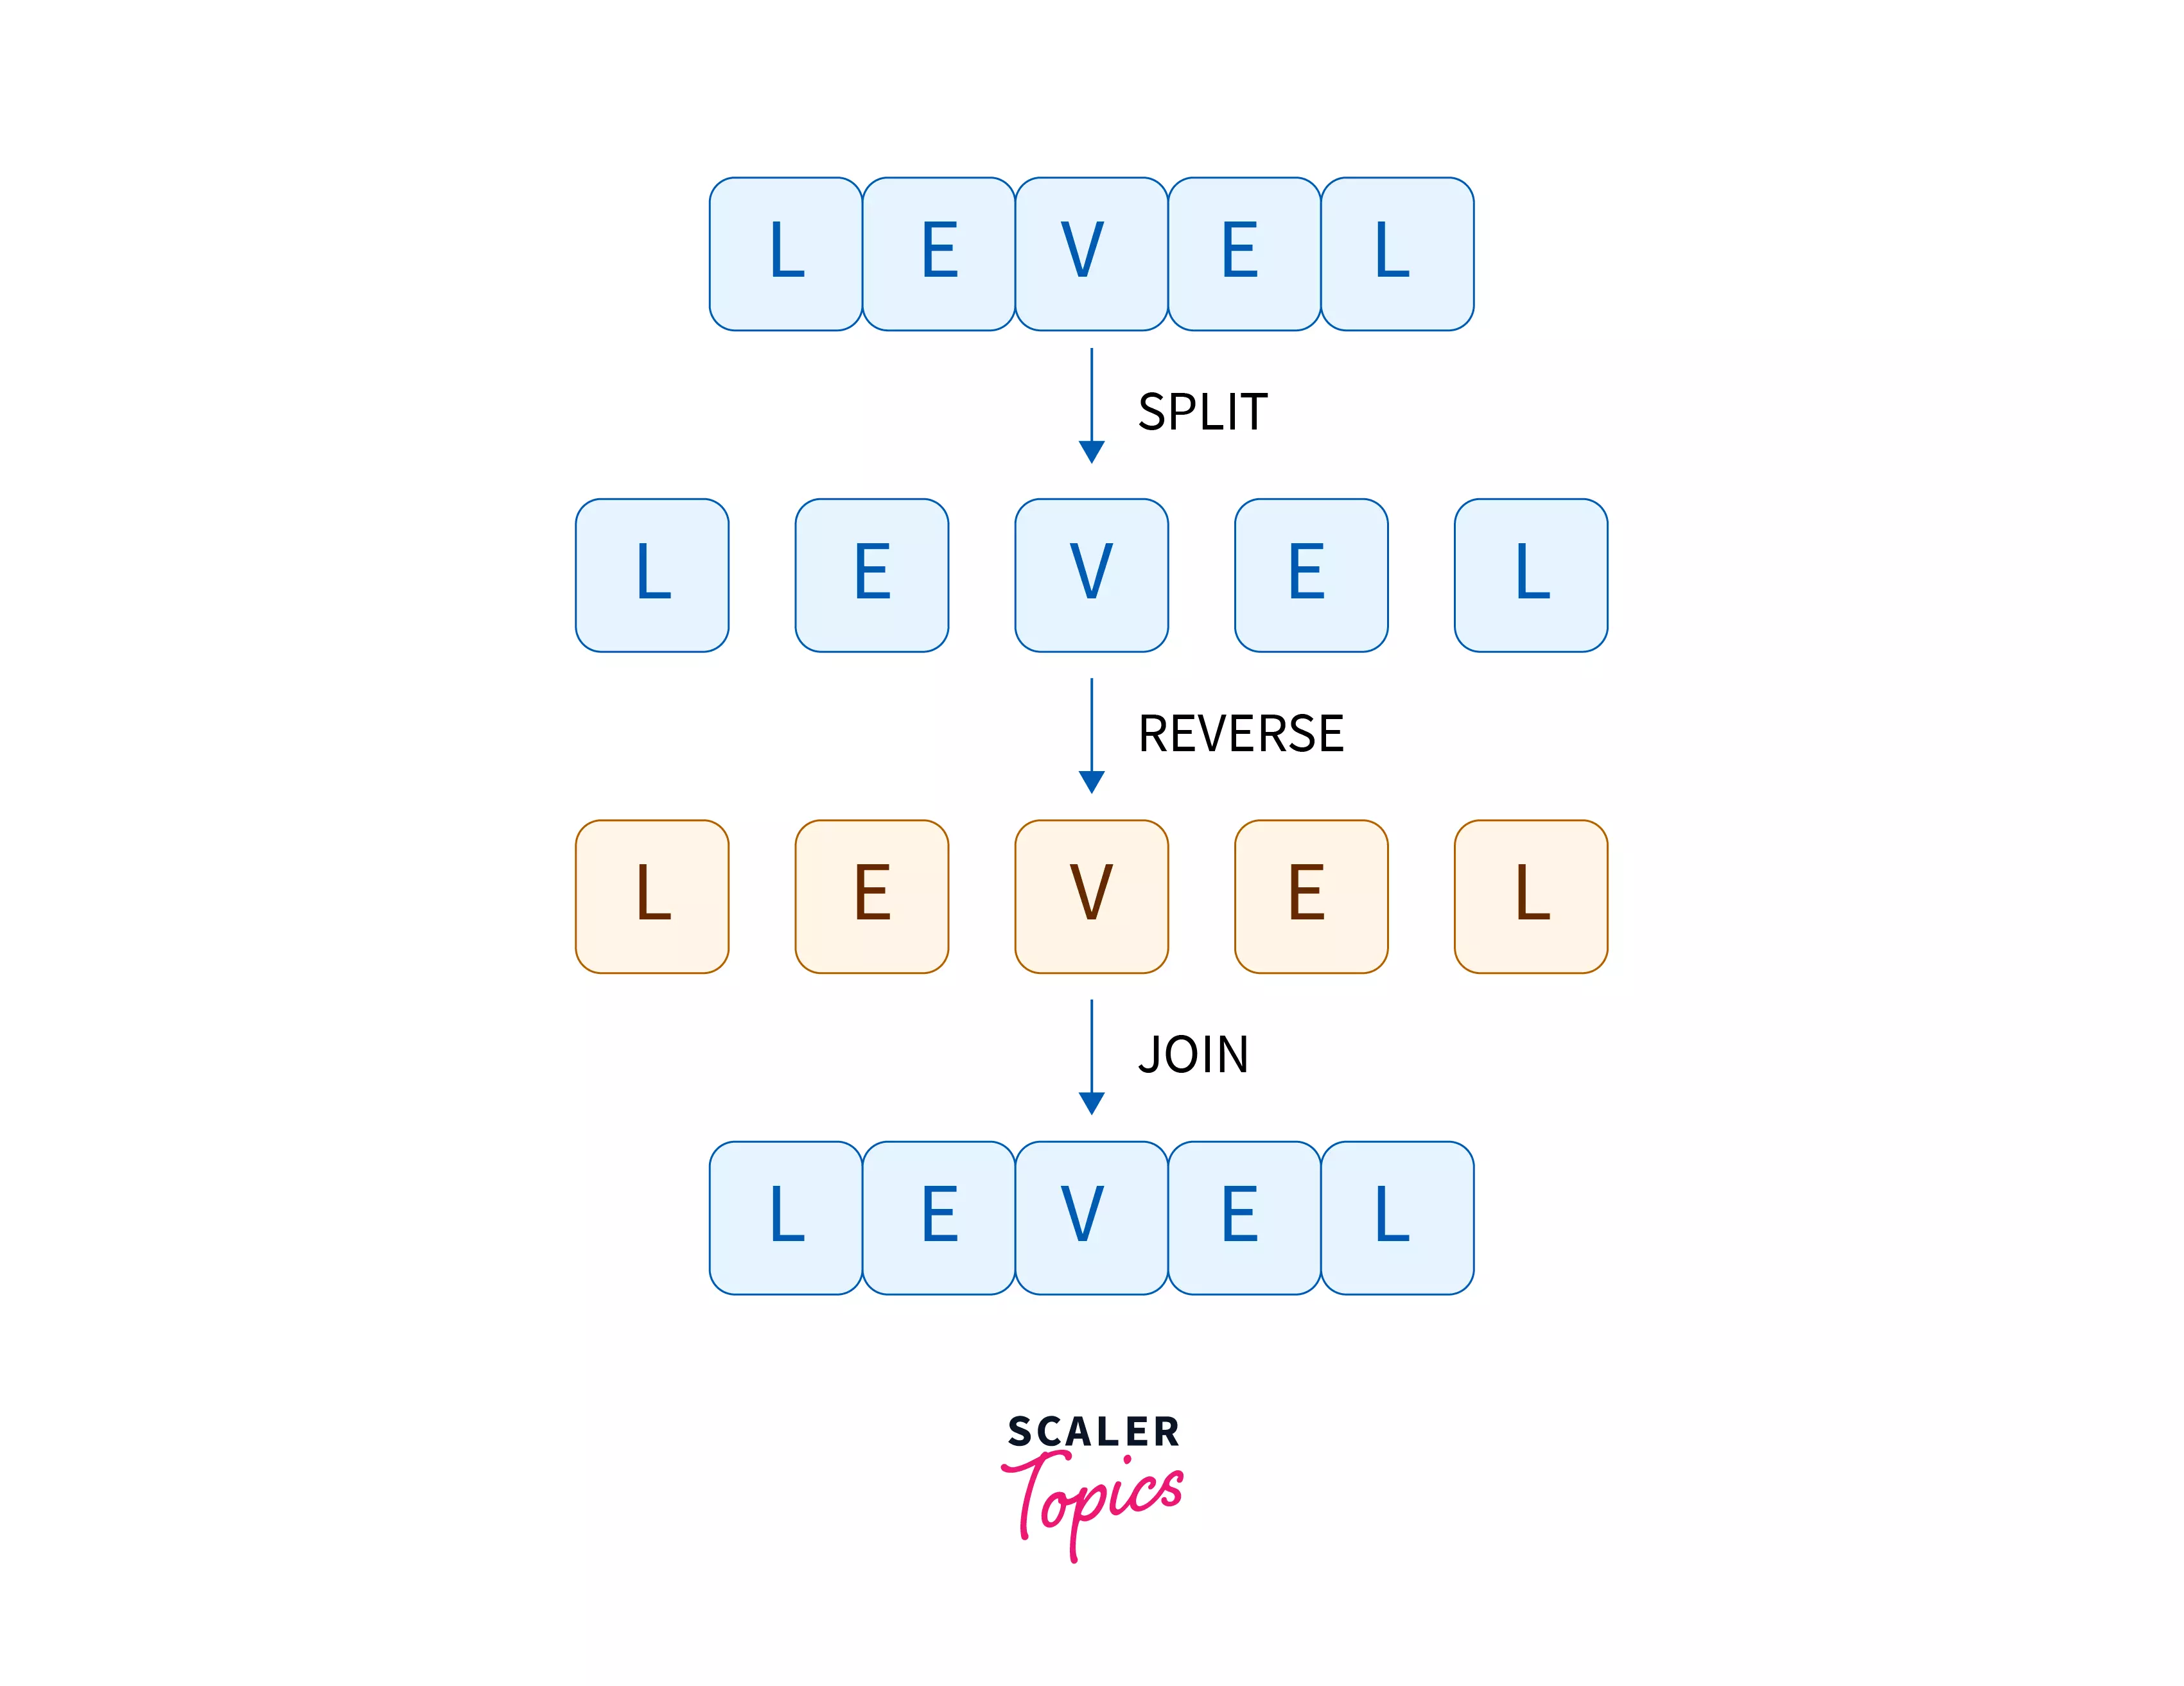 L E V E L
SPLIT
L E V E L
REVERSE
L E V E L
JOIN
L E V E L
SCALER
Topics